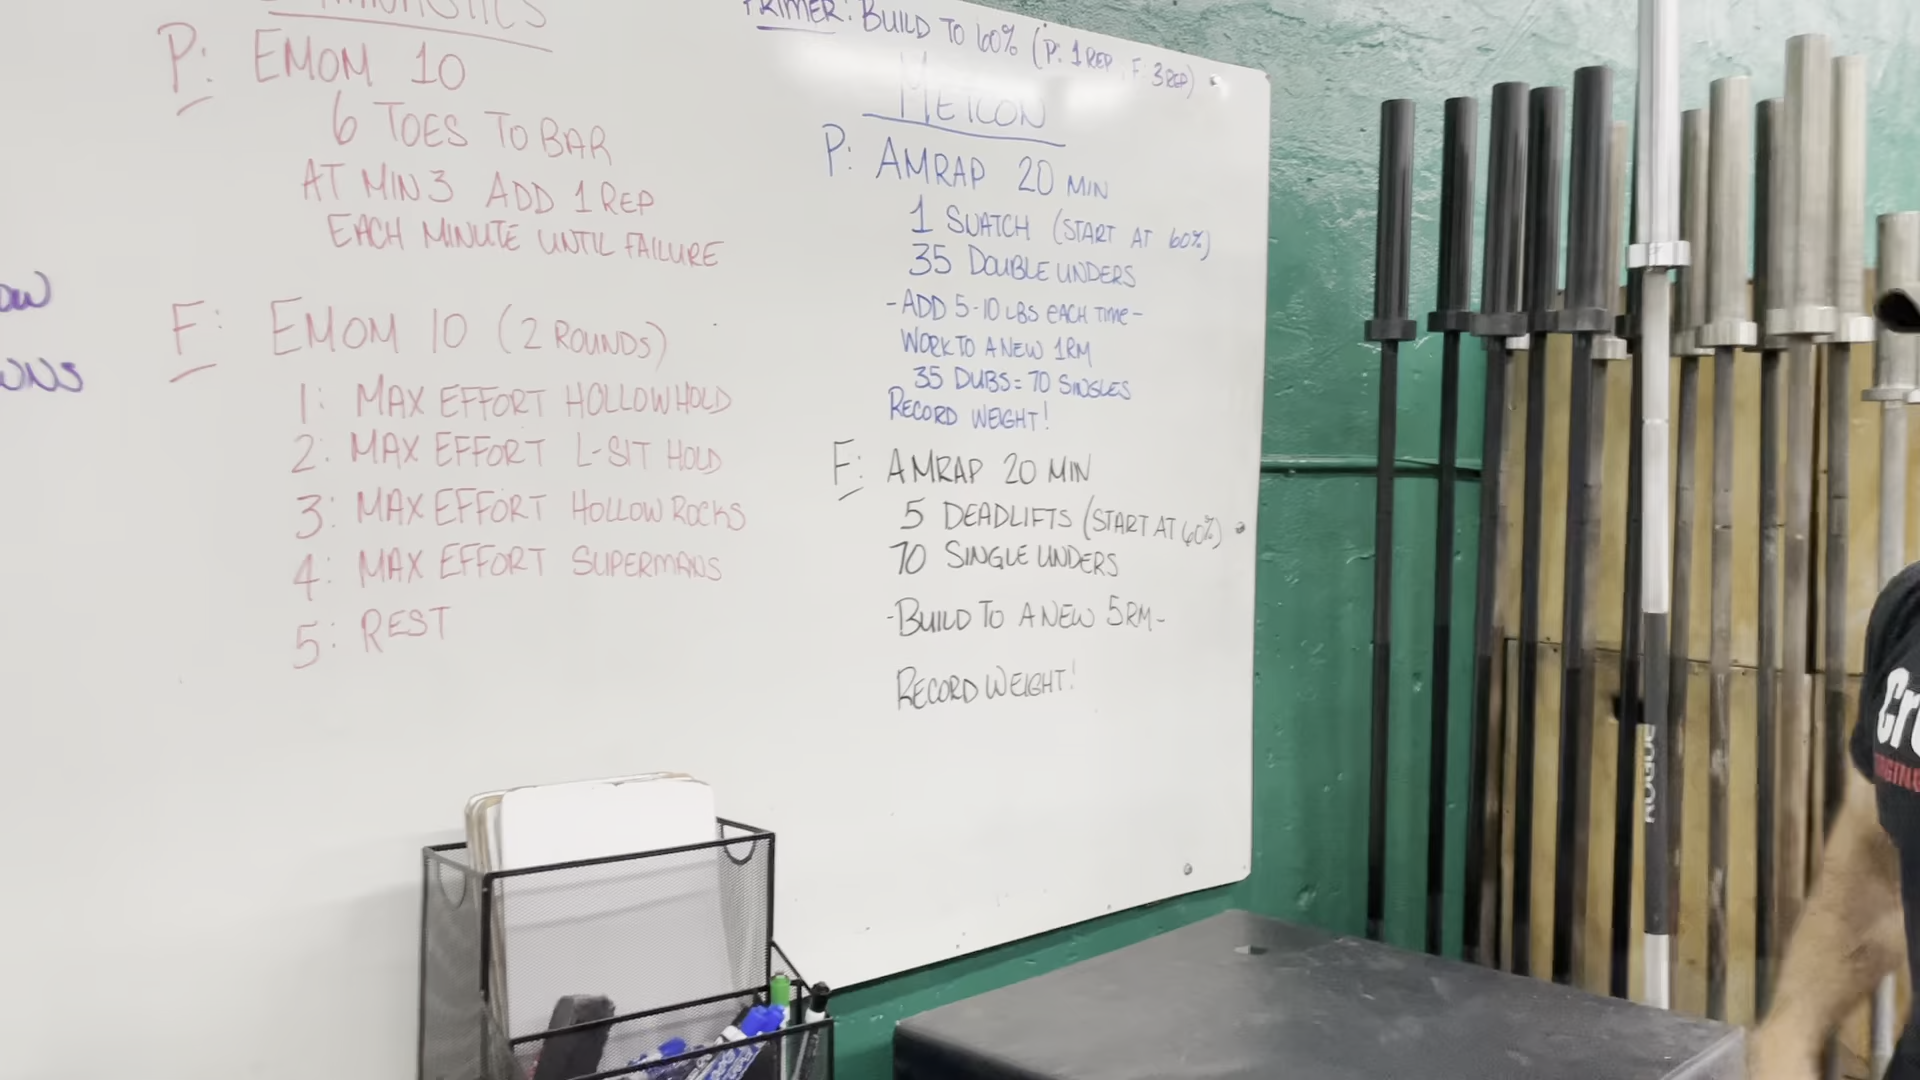 GYMNASTICS
P: EMOM 10
6 TOES TO BAR
AT MIN 3 ADD 1 REP
EACH MINUTE UNTIL FAILURE
F: EMOM 10 (2 ROUNDS)
1: MAX EFFORT HOLLOW HOLD
2: MAX EFFORT L-SIT HOLD
3: MAX EFFORT HOLLOW ROCKS
4: MAX EFFORT SUPERMANS
5: REST
PRIMER: BUILD TO 60% (P: 1 REP, F: 3 REP)
METCON
P: AMRAP 20 MIN
1 SNATCH (START AT 60%)
35 DOUBLE UNDERS
-ADD 5-10 LBS EACH TIME-
WORK TO A NEW 1RM
35 DUBS = 70 SINGLES
RECORD WEIGHT!
F: AMRAP 20 MIN
5 DEADLIFTS (START AT 60%)
70 SINGLE UNDERS
-BUILD TO A NEW 5RM-
RECORD WEIGHT!
ROGUE